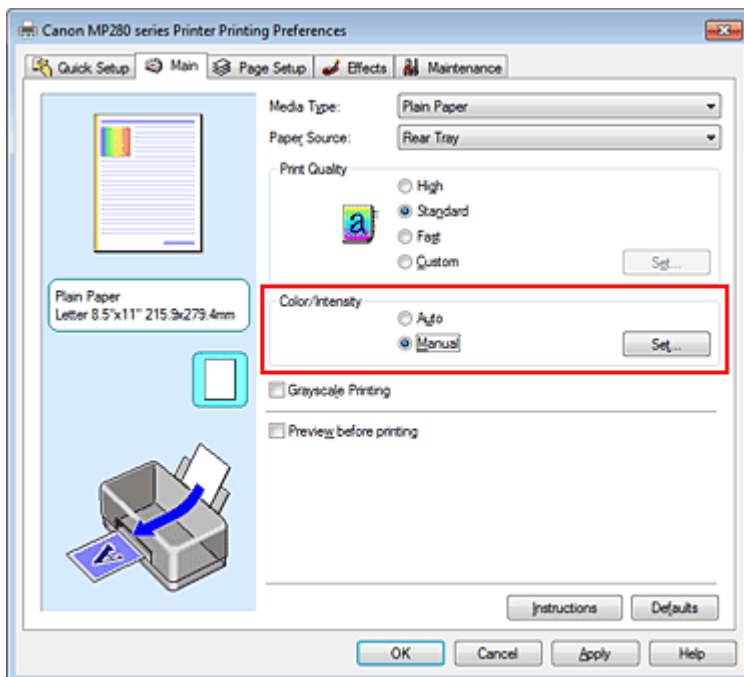 Canon MP280 series Printer Printing Preferences
Quick Setup
Main
Page Setup
Effects
Maintenance
Media Type:
Plain Paper
Paper Source:
Rear Tray
Print Quality
High
Standard
Fast
Custom
Set...
a
Plain Paper
Letter 8.5"x11" 215.9x279.4mm
Color/Intensity
Auto
Manual
Set...
Grayscale Printing
Preview before printing
A
Instructions
Defaults
OK
Cancel
Apply
Help